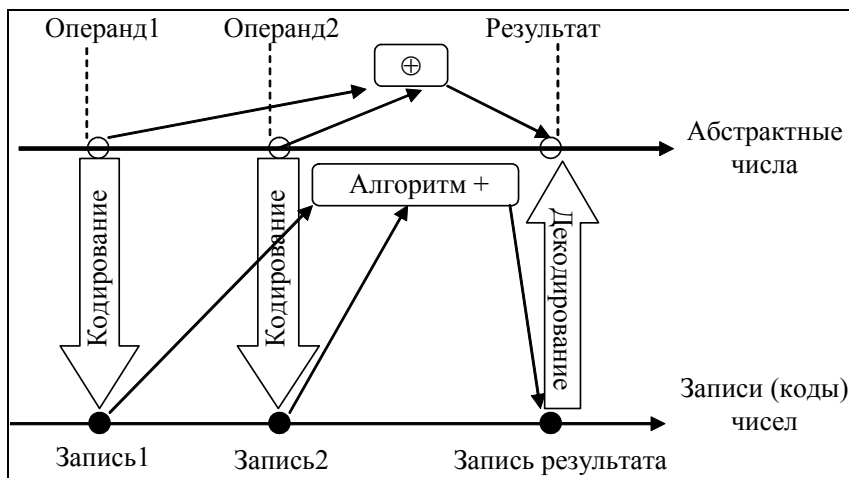 Операнд1
Операнд2
Результат
⊕
Абстрактные
числа
Алгоритм +
Кодирование
Кодирование
Декодирование
Записи (коды)
чисел
Запись1
Запись2
Запись результата